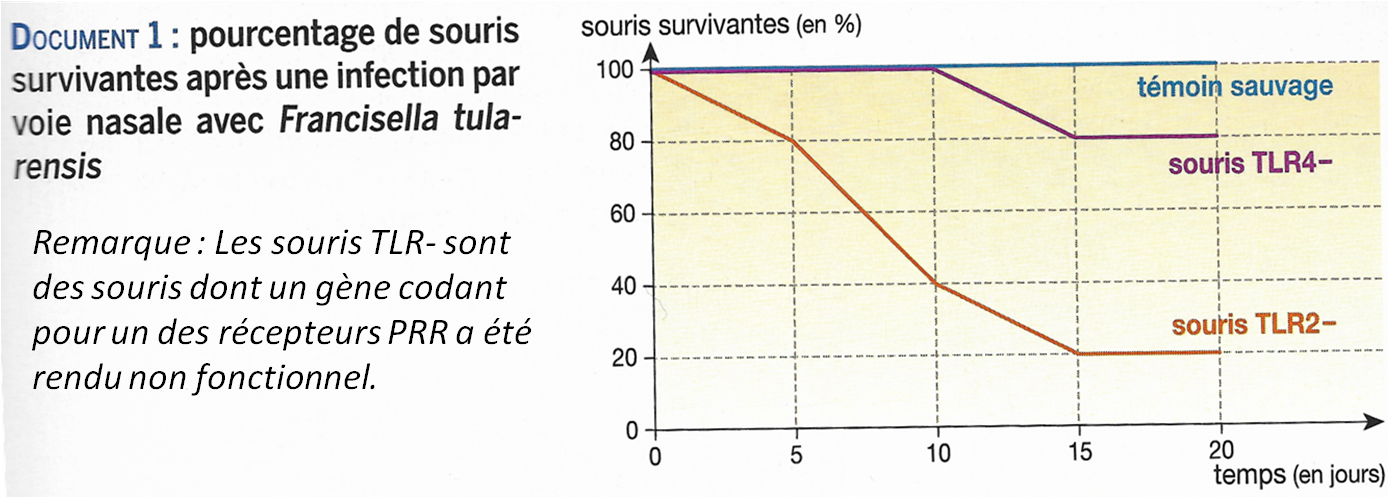 DOCUMENT 1 : pourcentage de souris
survivantes après une infection par
voie nasale avec Francisella tula-
rensis
Remarque : Les souris TLR- sont
des souris dont un gène codant
pour un des récepteurs PRR a été
rendu non fonctionnel.
souris survivantes (en %)
100
80
60
40
20
0
témoin sauvage
souris TLR4–
souris TLR2–
0 5 10 15 20
temps (en jours)